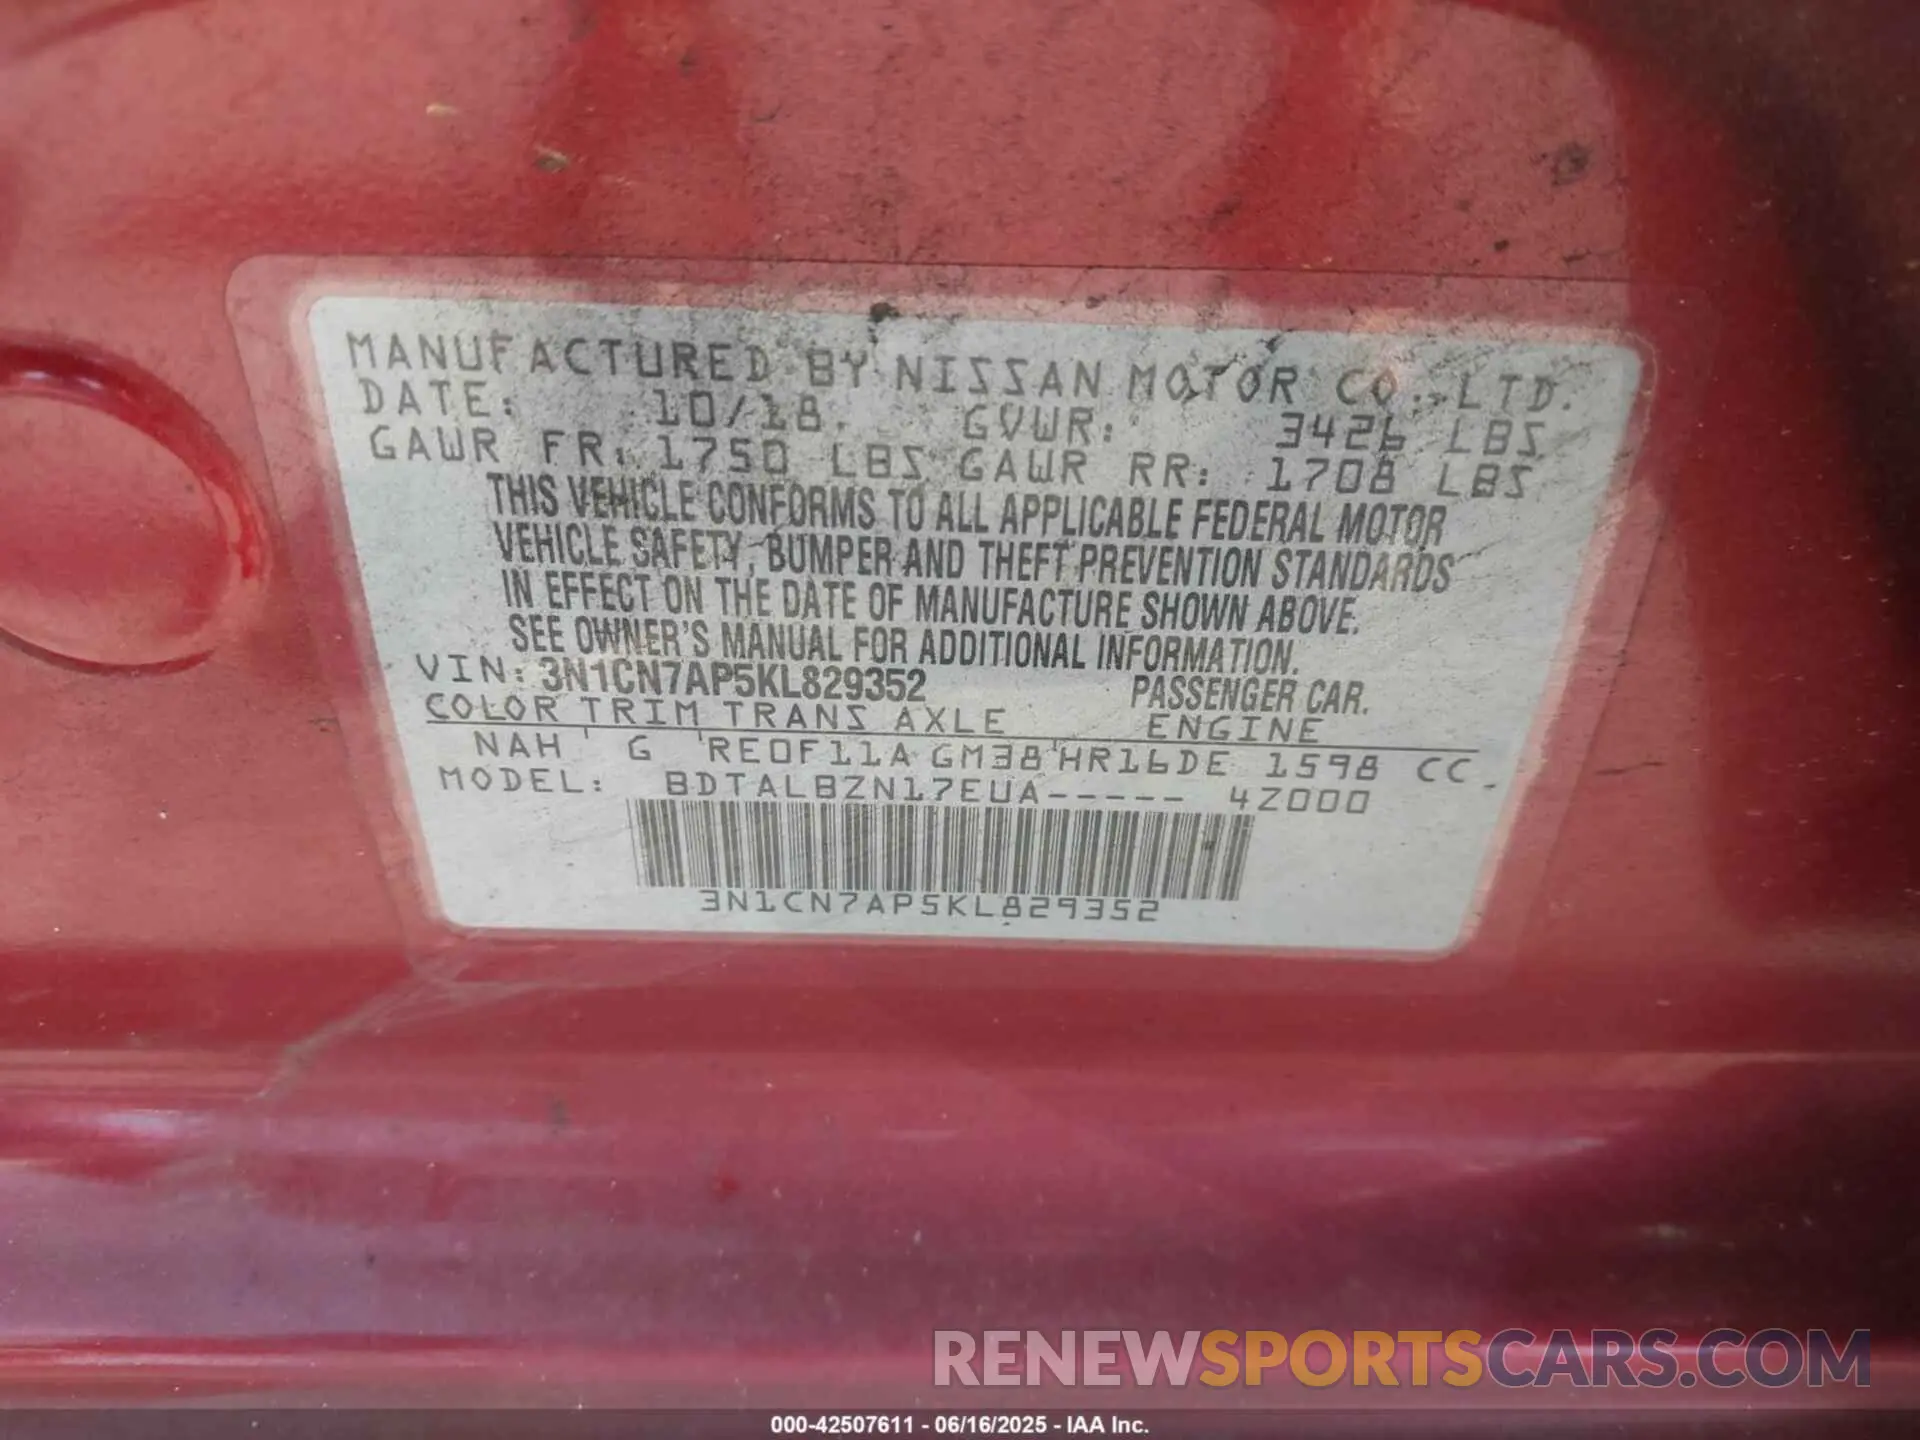 MANUFACTURED BY NISSAN MOTOR CO., LTD.
DATE: 10/18 GVWR: 3426 LBS
GAWR FR: 1750 LBS GAWR RR: 1708 LBS
THIS VEHICLE CONFORMS TO ALL APPLICABLE FEDERAL MOTOR
VEHICLE SAFETY, BUMPER AND THEFT PREVENTION STANDARDS
IN EFFECT ON THE DATE OF MANUFACTURE SHOWN ABOVE.
SEE OWNER'S MANUAL FOR ADDITIONAL INFORMATION.
VIN: 3N1CN7AP5KL829352 PASSENGER CAR.
COLOR TRIM TRANS AXLE ENGINE
NAH G RE0F11A GM38 HR16DE 1598 CC
MODEL: BDTALBZN17EUA----- 4Z000
3N1CN7AP5KL829352
RENEWSPORTSCARS.COM
000-42507611 - 06/16/2025 - IAA Inc.